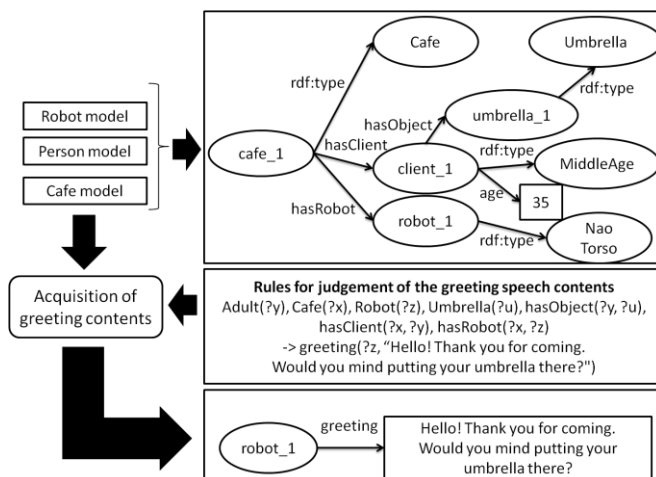 Robot model
Person model
Cafe model
Cafe
Umbrella
rdf:type
rdf:type
hasObject
umbrella_1
cafe_1
hasClient
client_1
rdf:type
MiddleAge
age
35
hasRobot
robot_1
rdf:type
Nao
Torso
Acquisition of
greeting contents
Rules for judgement of the greeting speech contents
Adult(?y), Cafe(?x), Robot(?z), Umbrella(?u), hasObject(?y, ?u),
hasClient(?x, ?y), hasRobot(?x, ?z)
-> greeting(?z, “Hello! Thank you for coming.
Would you mind putting your umbrella there?")
robot_1
greeting
Hello! Thank you for coming.
Would you mind putting your
umbrella there?